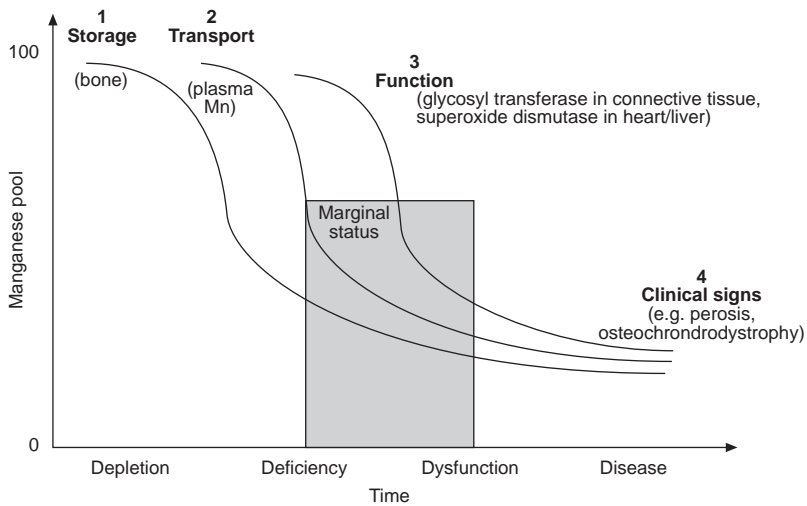 1
Storage
(bone)
2
Transport
(plasma
Mn)
3
Function
(glycosyl transferase in connective tissue,
superoxide dismutase in heart/liver)
Marginal
status
4
Clinical signs
(e.g. perosis,
osteochrondrodystrophy)
100
0
Manganese pool
Depletion
Deficiency
Dysfunction
Disease
Time